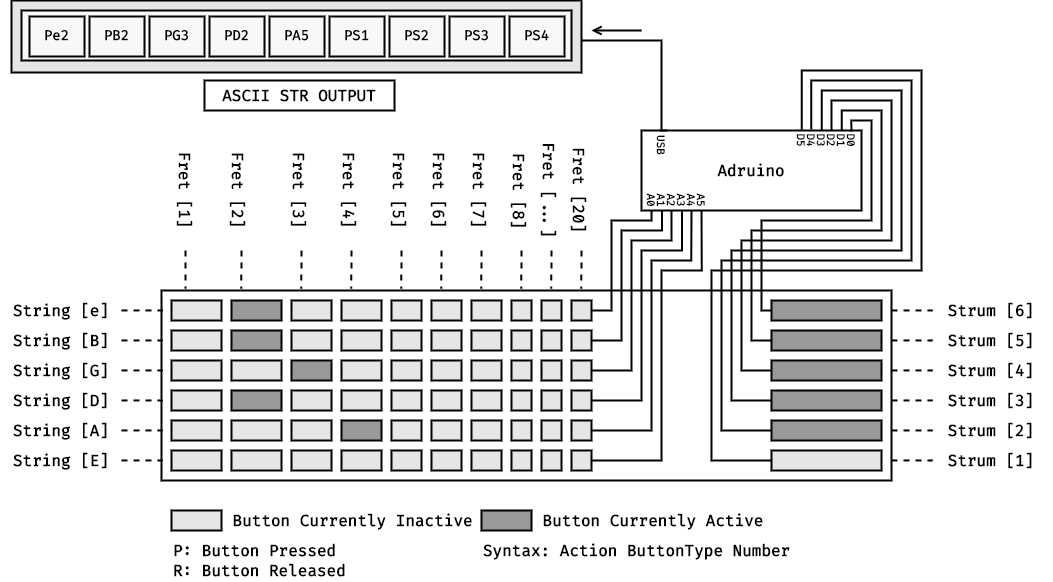 Pe2 PB2 PG3 PD2 PA5 PS1 PS2 PS3 PS4
ASCII STR OUTPUT
D5 D4 D3 D2 D1 D0
USB
Adruino
A0 A1 A2 A3 A4 A5
Fret [1] Fret [2] Fret [3] Fret [4] Fret [5] Fret [6] Fret [7] Fret [8] Fret [...] Fret [20]
String [e] Strum [6]
String [B] Strum [5]
String [G] Strum [4]
String [D] Strum [3]
String [A] Strum [2]
String [E] Strum [1]
Button Currently Inactive Button Currently Active
P: Button Pressed Syntax: Action ButtonType Number
R: Button Released